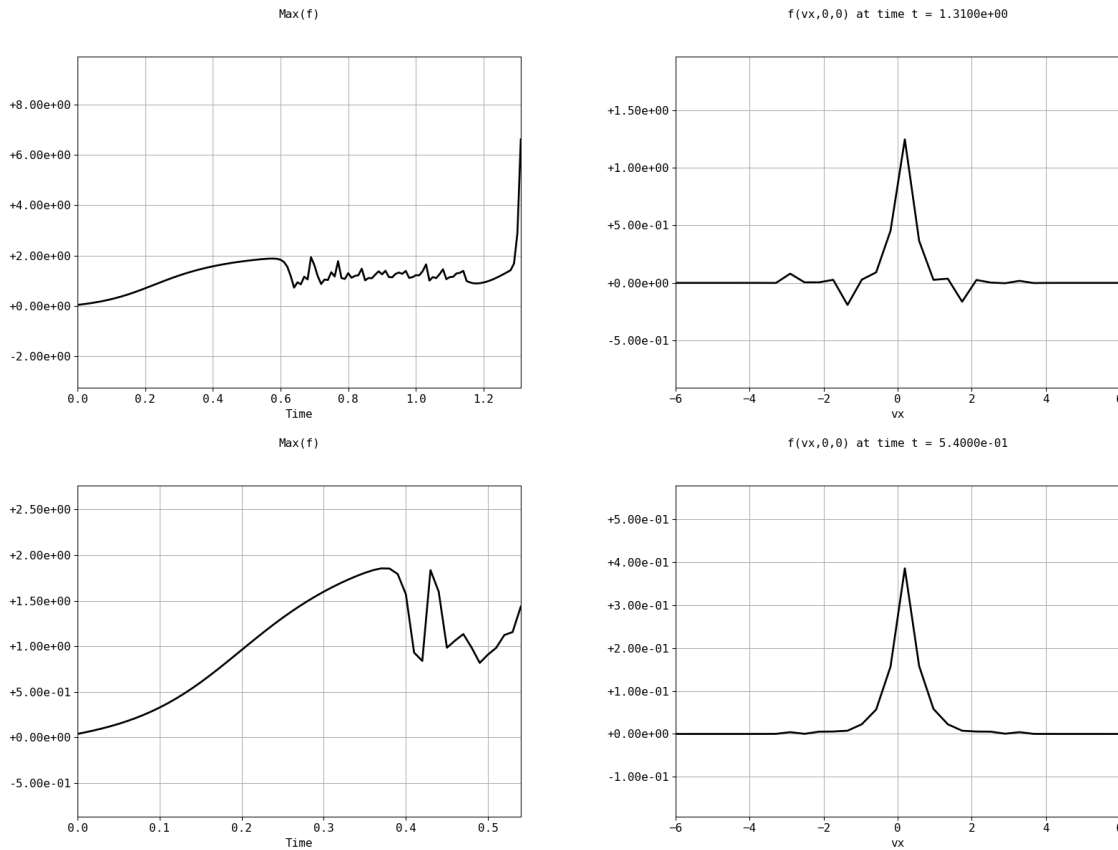 Max(f)
+8.00e+00
+6.00e+00
+4.00e+00
+2.00e+00
+0.00e+00
-2.00e+00
0.0 0.2 0.4 0.6 0.8 1.0 1.2
Time
f(vx,0,0) at time t = 1.3100e+00
+1.50e+00
+1.00e+00
+5.00e-01
+0.00e+00
-5.00e-01
−6 −4 −2 0 2 4
vx
Max(f)
+2.50e+00
+2.00e+00
+1.50e+00
+1.00e+00
+5.00e-01
+0.00e+00
-5.00e-01
0.0 0.1 0.2 0.3 0.4 0.5
Time
f(vx,0,0) at time t = 5.4000e-01
+5.00e-01
+4.00e-01
+3.00e-01
+2.00e-01
+1.00e-01
+0.00e+00
-1.00e-01
−6 −4 −2 0 2 4
vx